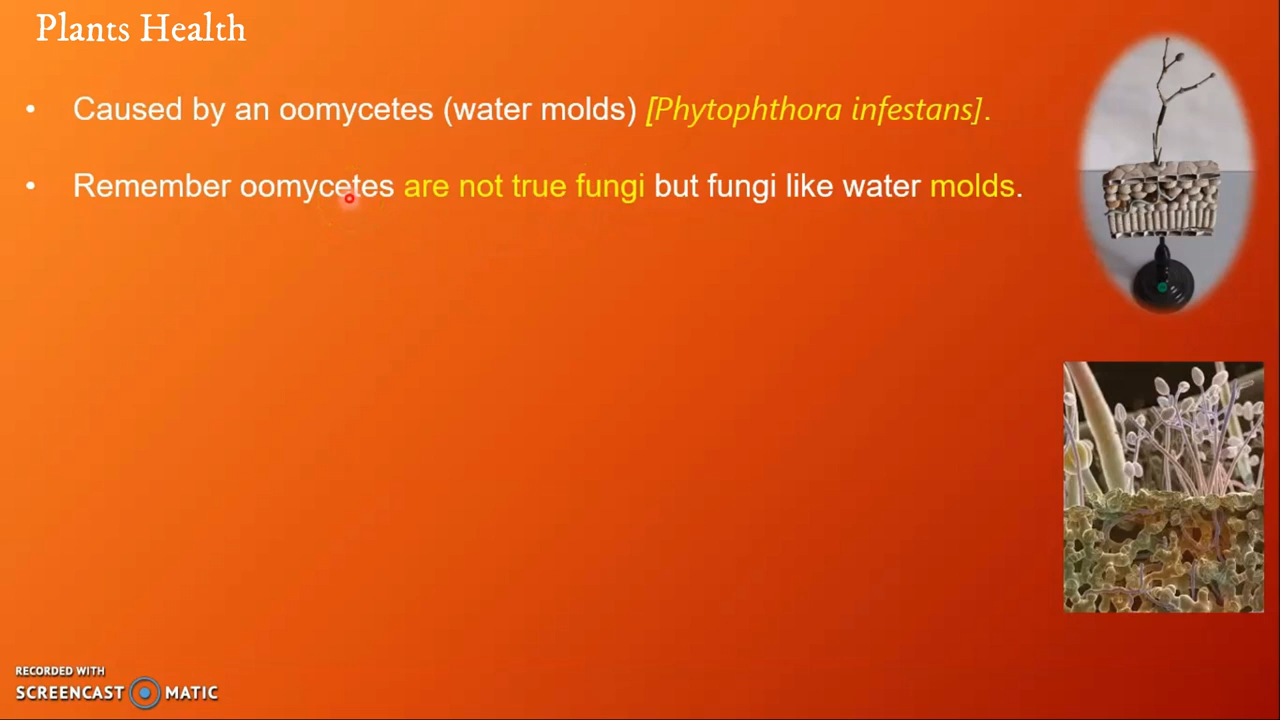 Plants Health
• Caused by an oomycetes (water molds) [Phytophthora infestans].
• Remember oomycetes are not true fungi but fungi like water molds.
RECORDED WITH
SCREENCAST MATIC